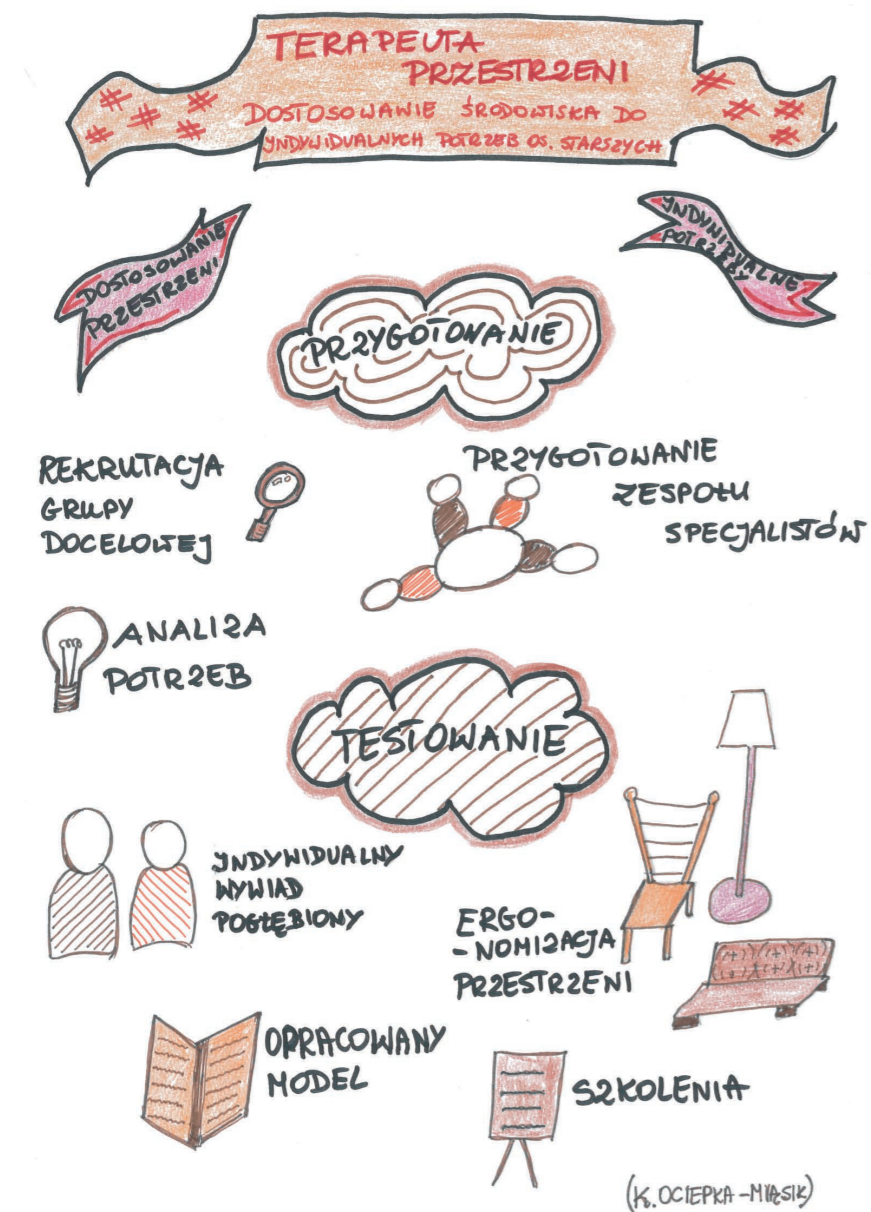 TERAPEUTA
PRZESTRZENI
DOSTOSOWANIE ŚRODOWISKA DO
INDYWIDUALNYCH POTRZEB OS. STARSZYCH
DOSTOSOWANIE
PRZESTRZENI
INDYWIDUALNE
POTRZEBY
PRZYGOTOWANIE
REKRUTACJA
GRUPY
DOCELOWEJ
PRZYGOTOWANIE
ZESPOŁU
SPECJALISTÓW
ANALIZA
POTRZEB
TESTOWANIE
INDYWIDUALNY
WYWIAD
POGŁĘBIONY
ERGO-
-NOMIZACJA
PRZESTRZENI
OPRACOWANY
MODEL
SZKOLENIA
(K. OCIEPKA-MIĄSIK)